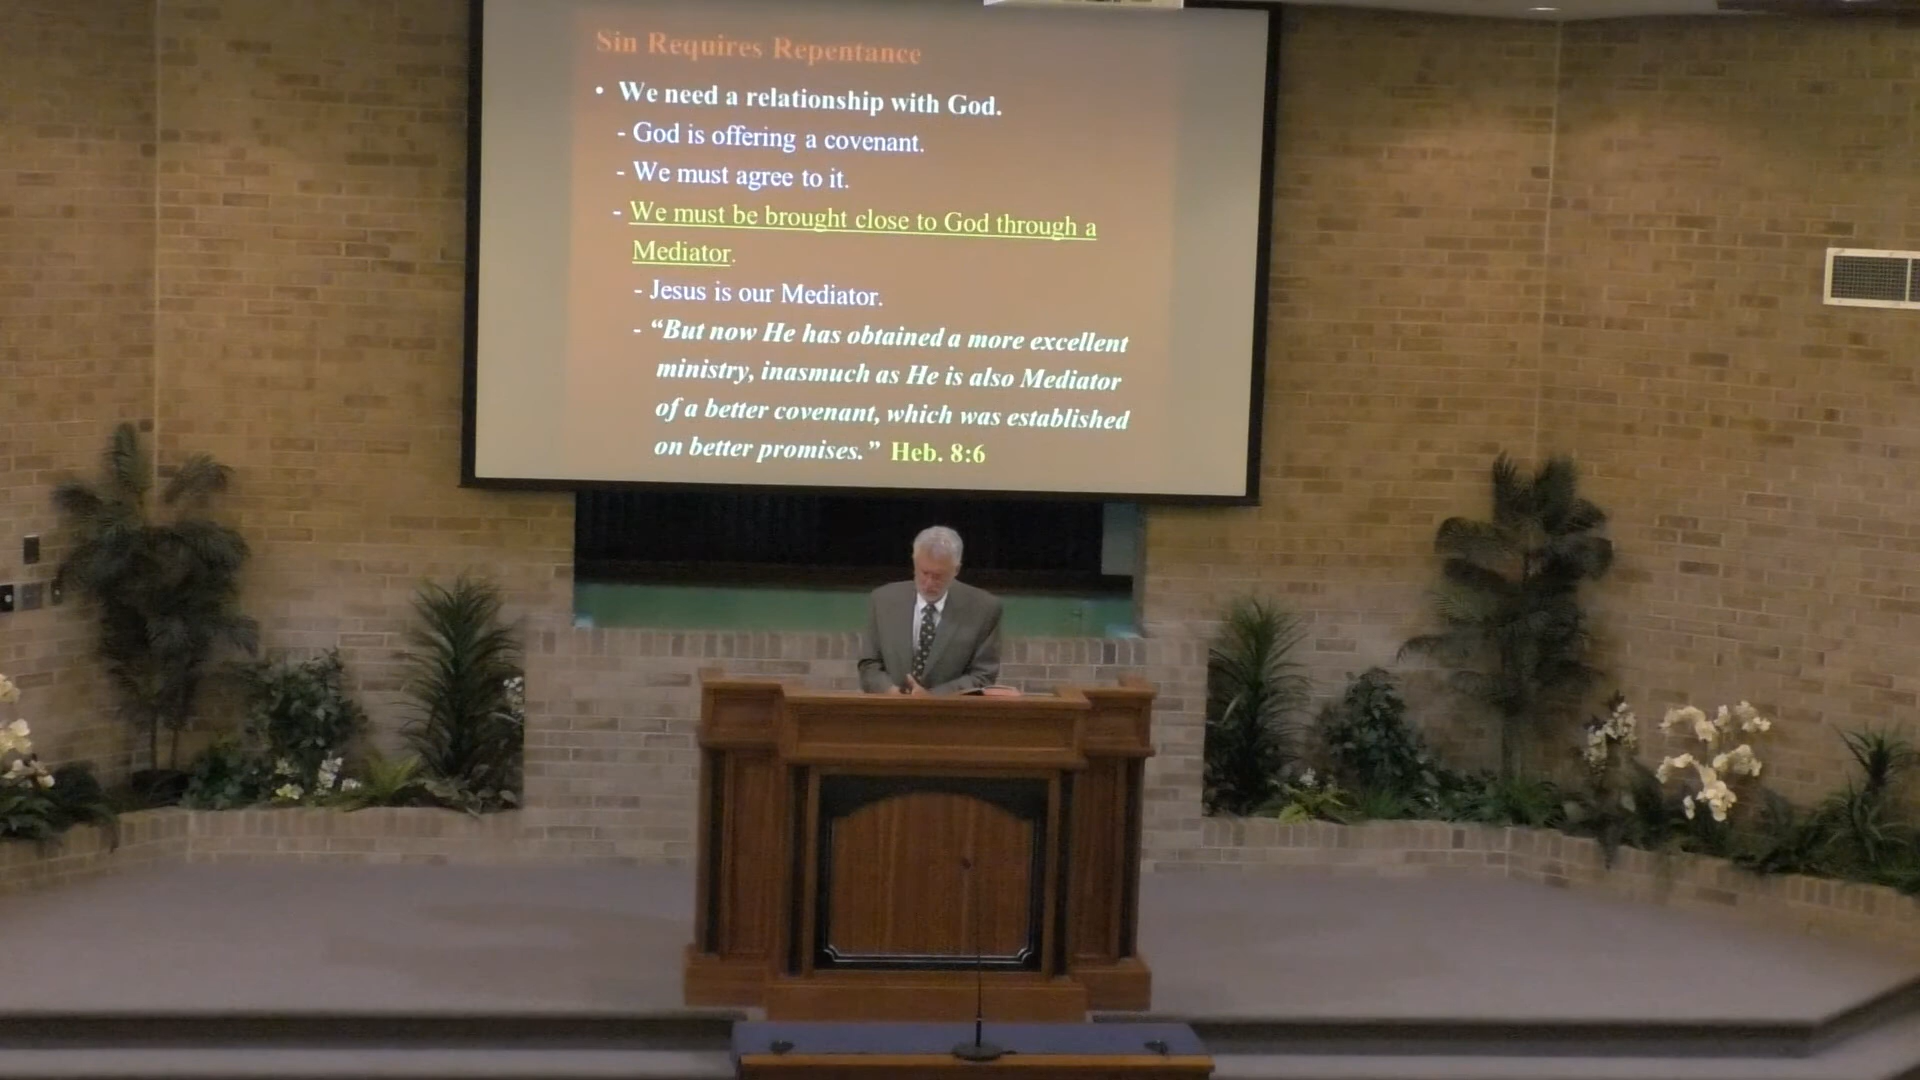 Sin Requires Repentance
• We need a relationship with God.
- God is offering a covenant.
- We must agree to it.
- We must be brought close to God through a
Mediator.
- Jesus is our Mediator.
- “But now He has obtained a more excellent
ministry, inasmuch as He is also Mediator
of a better covenant, which was established
on better promises.” Heb. 8:6